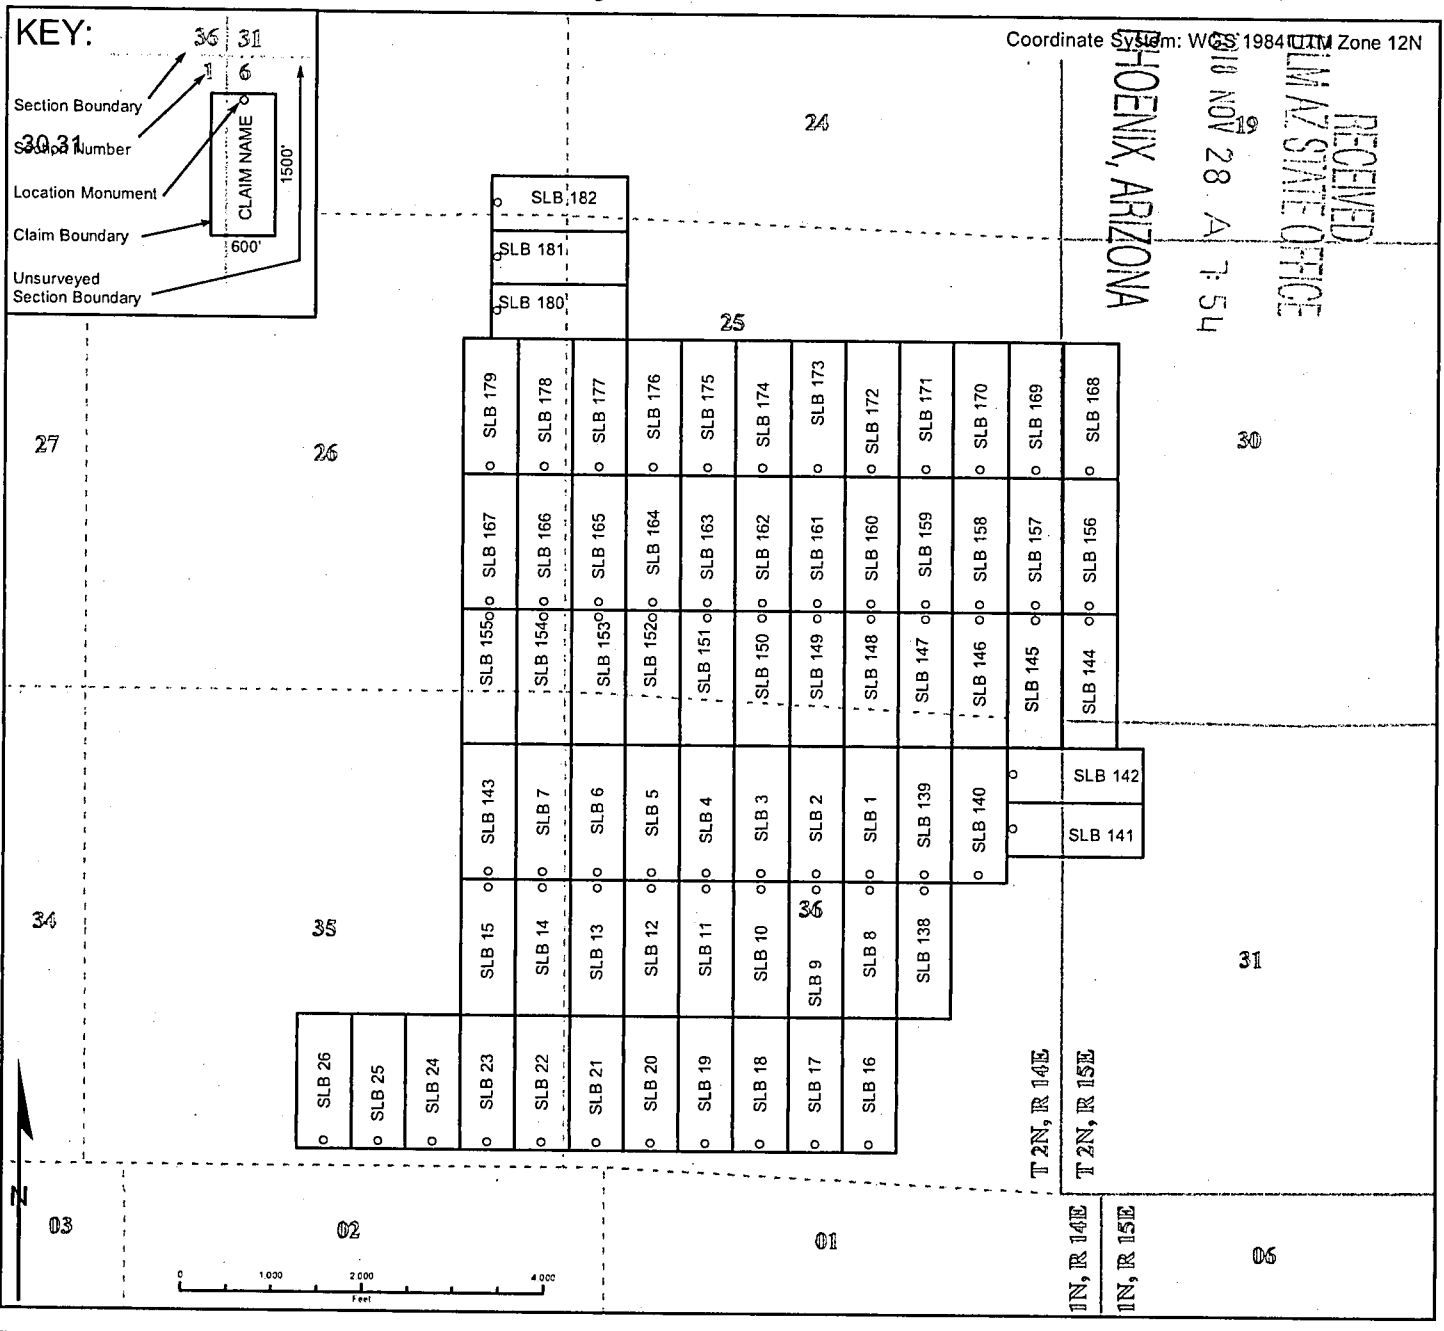 KEY:
36 31
1 6
Section Boundary
30 31
Section Number
Location Monument
Claim Boundary
Unsurveyed
Section Boundary
CLAIM NAME
1500'
600'
Coordinate System: WGS 1984 UTM Zone 12N
RECEIVED
BLM AZ STATE OFFICE
NOV 28 A 7:54
PHOENIX, ARIZONA
24
19
SLB 182
SLB 181
SLB 180
25
27
26
30
SLB 179
SLB 178
SLB 177
SLB 176
SLB 175
SLB 174
SLB 173
SLB 172
SLB 171
SLB 170
SLB 169
SLB 168
SLB 167
SLB 166
SLB 165
SLB 164
SLB 163
SLB 162
SLB 161
SLB 160
SLB 159
SLB 158
SLB 157
SLB 156
SLB 155
SLB 154
SLB 153
SLB 152
SLB 151
SLB 150
SLB 149
SLB 148
SLB 147
SLB 146
SLB 145
SLB 144
SLB 143
SLB 7
SLB 6
SLB 5
SLB 4
SLB 3
SLB 2
SLB 1
SLB 139
SLB 140
SLB 142
SLB 141
34
35
36
31
SLB 15
SLB 14
SLB 13
SLB 12
SLB 11
SLB 10
SLB 9
SLB 8
SLB 138
SLB 26
SLB 25
SLB 24
SLB 23
SLB 22
SLB 21
SLB 20
SLB 19
SLB 18
SLB 17
SLB 16
T 2N, R 14E
T 2N, R 15E
N
03
02
01
06
1N, R 14E
1N, R 15E
0 1,000 2,000 4,000
Feet